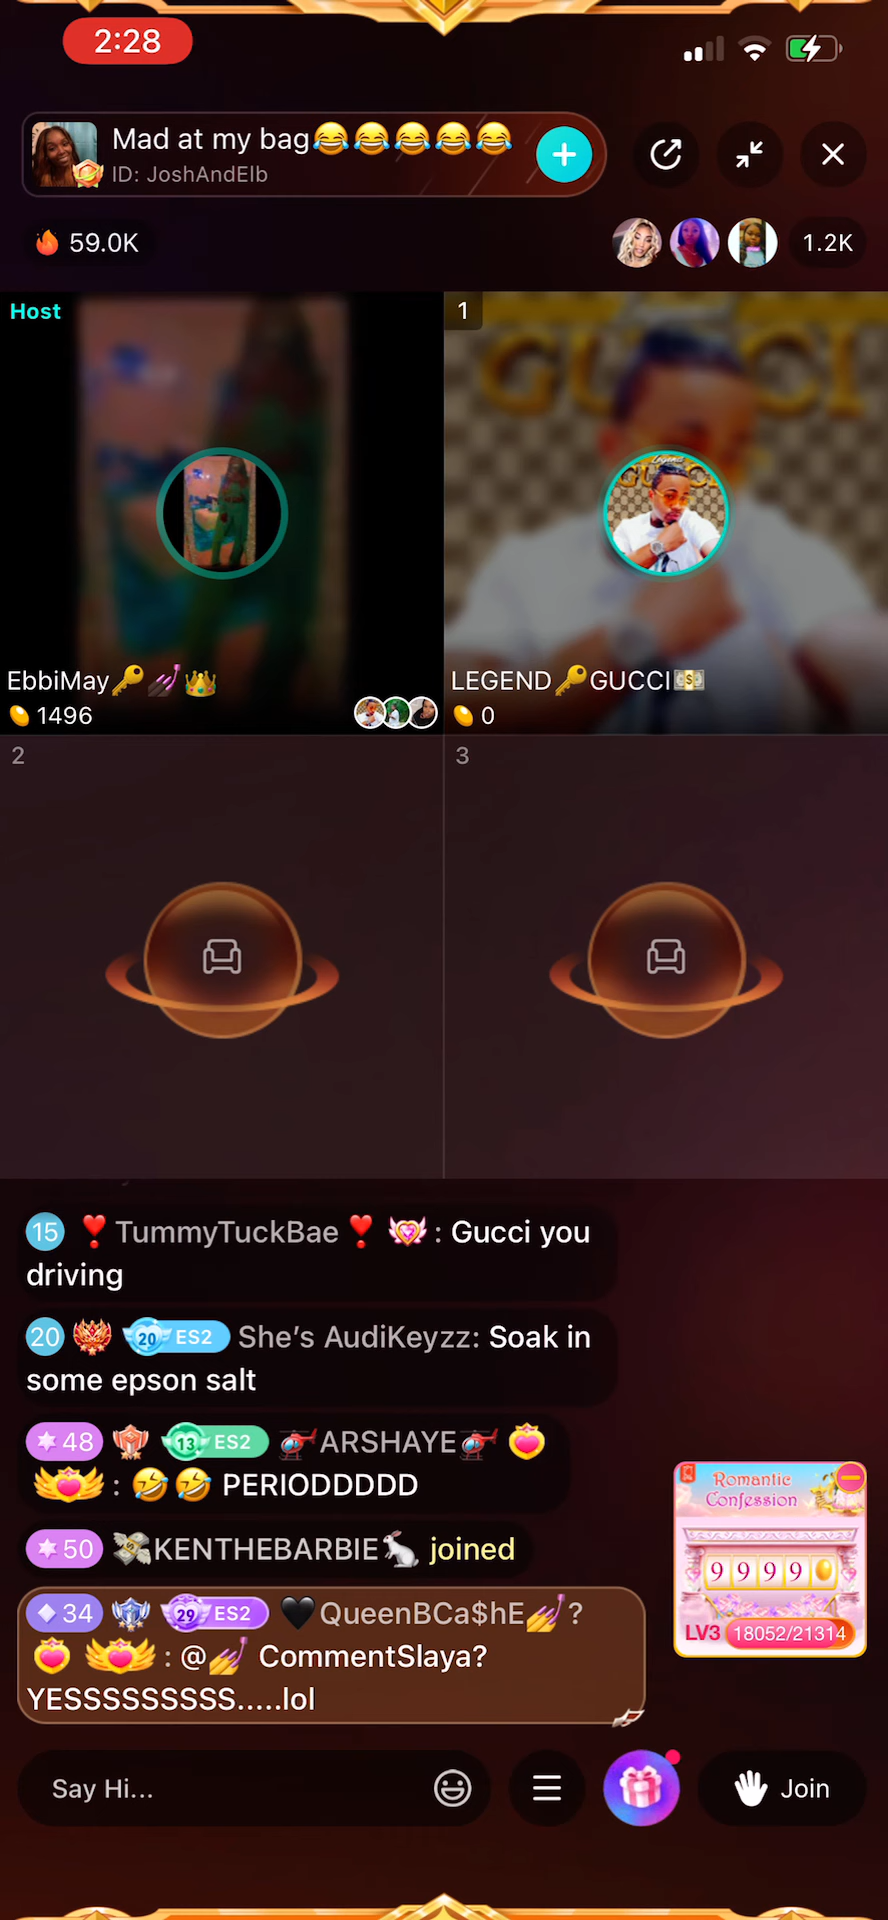 2:28
Mad at my bag😂😂😂😂😂
ID: JoshAndElb
59.0K
1.2K
Host
1
GUCCI
Legend
GUCCI
EbbiMay🔑💅🏿👑
1496
LEGEND🔑GUCCI💵
0
2
3
15 ❣️TummyTuckBae❣️ : Gucci you
driving
20 20 ES2 She's AudiKeyzz: Soak in
some epson salt
48 13 ES2 🚁ARSHAYE🚁
: 🤣🤣 PERIODDDDD
50 💸KENTHEBARBIE🐇 joined
34 29 ES2 🖤QueenBCa$hE💅?
: @💅 CommentSlaya?
YESSSSSSSSS.....lol
Romantic
Confession
9 9 9 9
LV3 18052/21314
Say Hi...
Join